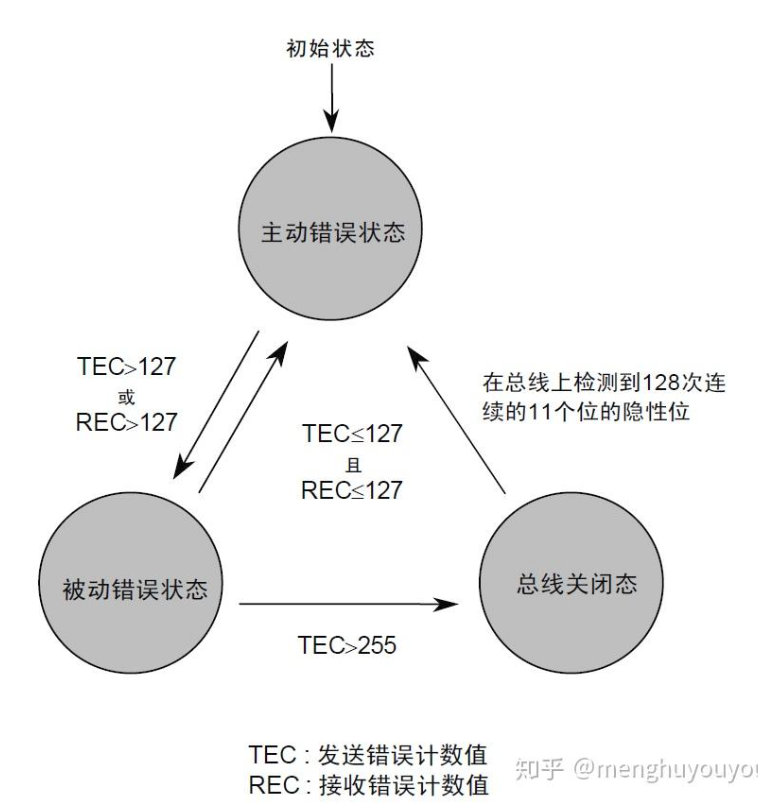 初始状态
主动错误状态
TEC>127
或
REC>127
TEC≤127
且
REC≤127
在总线上检测到128次连
续的11个位的隐性位
被动错误状态
总线关闭态
TEC>255
TEC : 发送错误计数值
REC : 接收错误计数值
知乎 @menghuyouyou